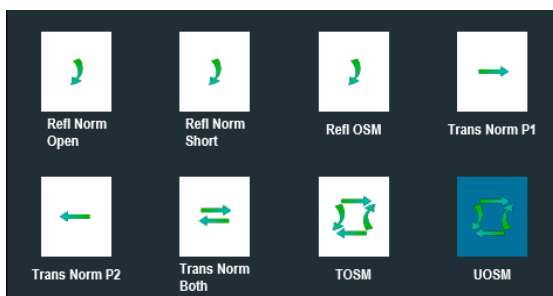 Refl Norm
Open
Refl Norm
Short
Refl OSM
Trans Norm P1
Trans Norm P2
Trans Norm
Both
TOSM
UOSM